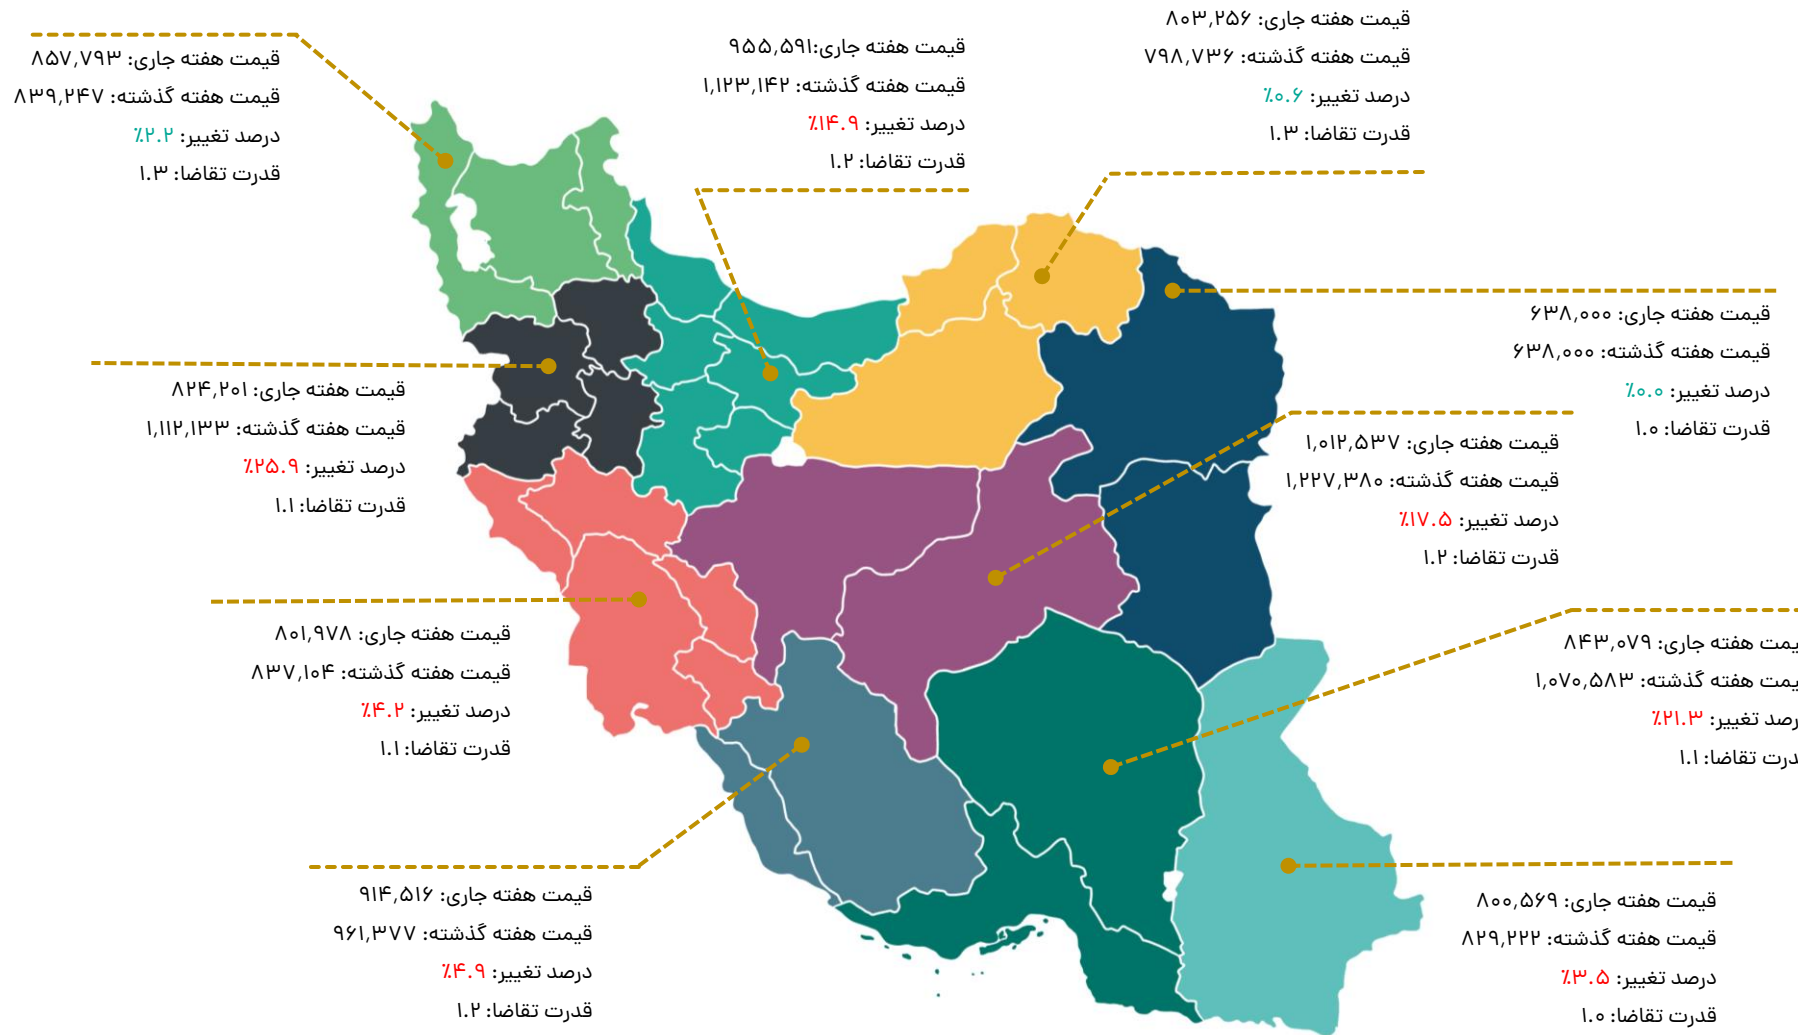 قیمت هفته جاری: ۸۰۳,۲۵۶
قیمت هفته گذشته: ۷۹۸,۷۳۶
درصد تغییر: ٪۰.۶
قدرت تقاضا: ۱.۳
قیمت هفته جاری:۹۵۵,۵۹۱
قیمت هفته گذشته: ۱,۱۲۳,۱۴۲
درصد تغییر: ٪۱۴.۹
قدرت تقاضا: ۱.۲
قیمت هفته جاری: ۸۵۷,۷۹۳
قیمت هفته گذشته: ۸۳۹,۲۴۷
درصد تغییر: ٪۲.۲
قدرت تقاضا: ۱.۳
قیمت هفته جاری: ۶۳۸,۰۰۰
قیمت هفته گذشته: ۶۳۸,۰۰۰
درصد تغییر: ٪۰.۰
قدرت تقاضا: ۱.۰
قیمت هفته جاری: ۱,۰۱۲,۵۳۷
قیمت هفته گذشته: ۱,۲۲۷,۳۸۰
درصد تغییر: ٪۱۷.۵
قدرت تقاضا: ۱.۲
قیمت هفته جاری: ۸۲۴,۲۰۱
قیمت هفته گذشته: ۱,۱۱۲,۱۳۳
درصد تغییر: ٪۲۵.۹
قدرت تقاضا: ۱.۱
یمت هفته جاری: ۸۴۳,۰۷۹
یمت هفته گذشته: ۱,۰۷۰,۵۸۳
رصد تغییر: ٪۲۱.۳
درت تقاضا: ۱.۱
قیمت هفته جاری: ۸۰۱,۹۷۸
قیمت هفته گذشته: ۸۳۷,۱۰۴
درصد تغییر: ٪۴.۲
قدرت تقاضا: ۱.۱
قیمت هفته جاری: ۸۰۰,۵۶۹
قیمت هفته گذشته: ۸۲۹,۲۲۲
درصد تغییر: ٪۳.۵
قدرت تقاضا: ۱.۰
قیمت هفته جاری: ۹۱۴,۵۱۶
قیمت هفته گذشته: ۹۶۱,۳۷۷
درصد تغییر: ٪۴.۹
قدرت تقاضا: ۱.۲